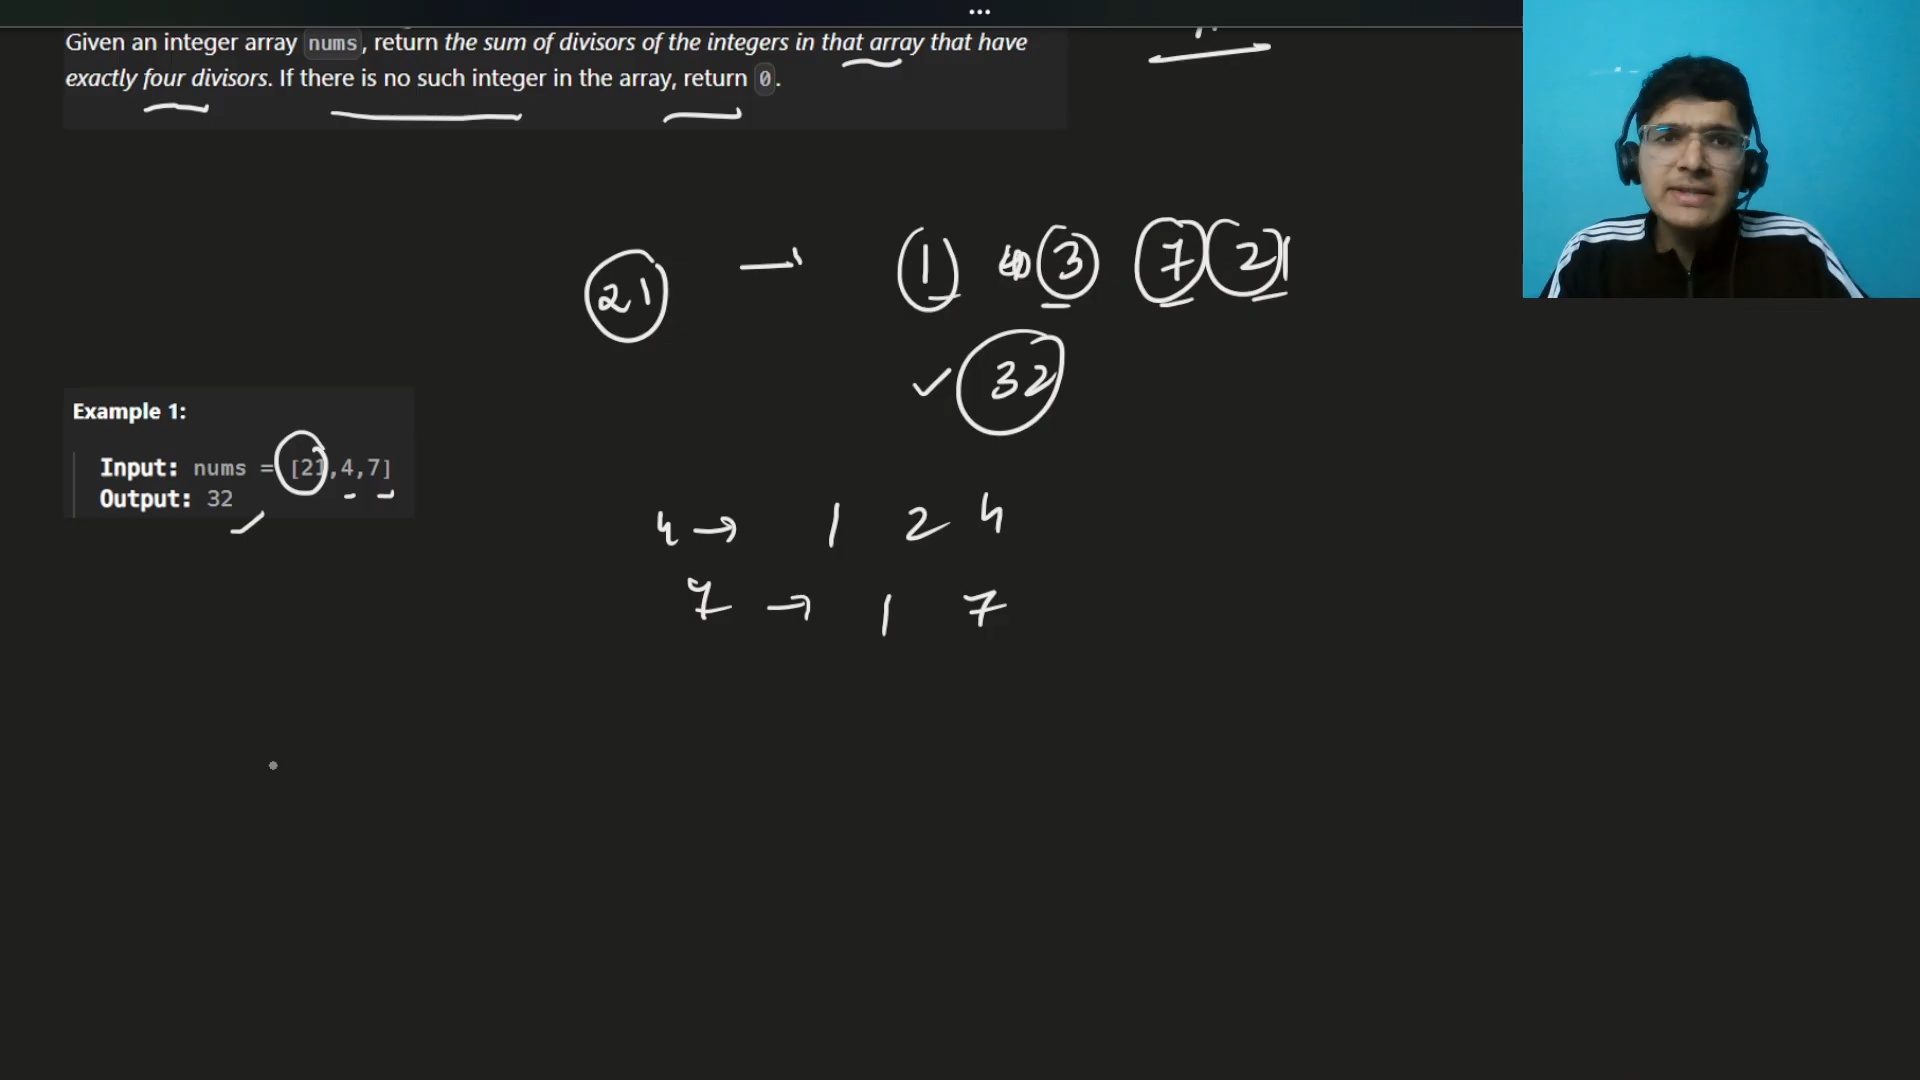 ...
Given an integer array nums, return the sum of divisors of the integers in that array that have
exactly four divisors. If there is no such integer in the array, return 0.
21 → 1 3 7 21
✓ 32
Example 1:
Input: nums = [21,4,7]
Output: 32
4 → 1 2 4
7 → 1 7